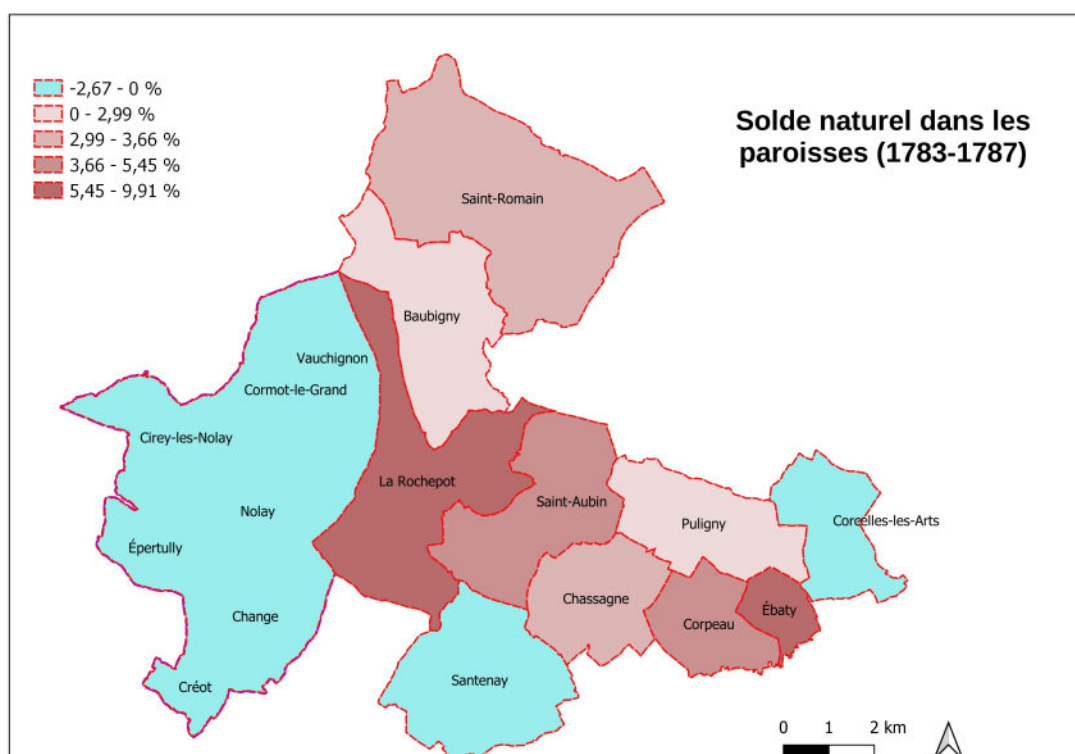 -2,67 - 0 %
0 - 2,99 %
2,99 - 3,66 %
3,66 - 5,45 %
5,45 - 9,91 %
Solde naturel dans les
paroisses (1783-1787)
Saint-Romain
Baubigny
Vauchignon
Cormot-le-Grand
Cirey-les-Nolay
La Rochepot
Saint-Aubin
Nolay
Puligny
Corcelles-les-Arts
Épertully
Chassagne
Ébaty
Change
Corpeau
Créot
Santenay
0 1 2 km